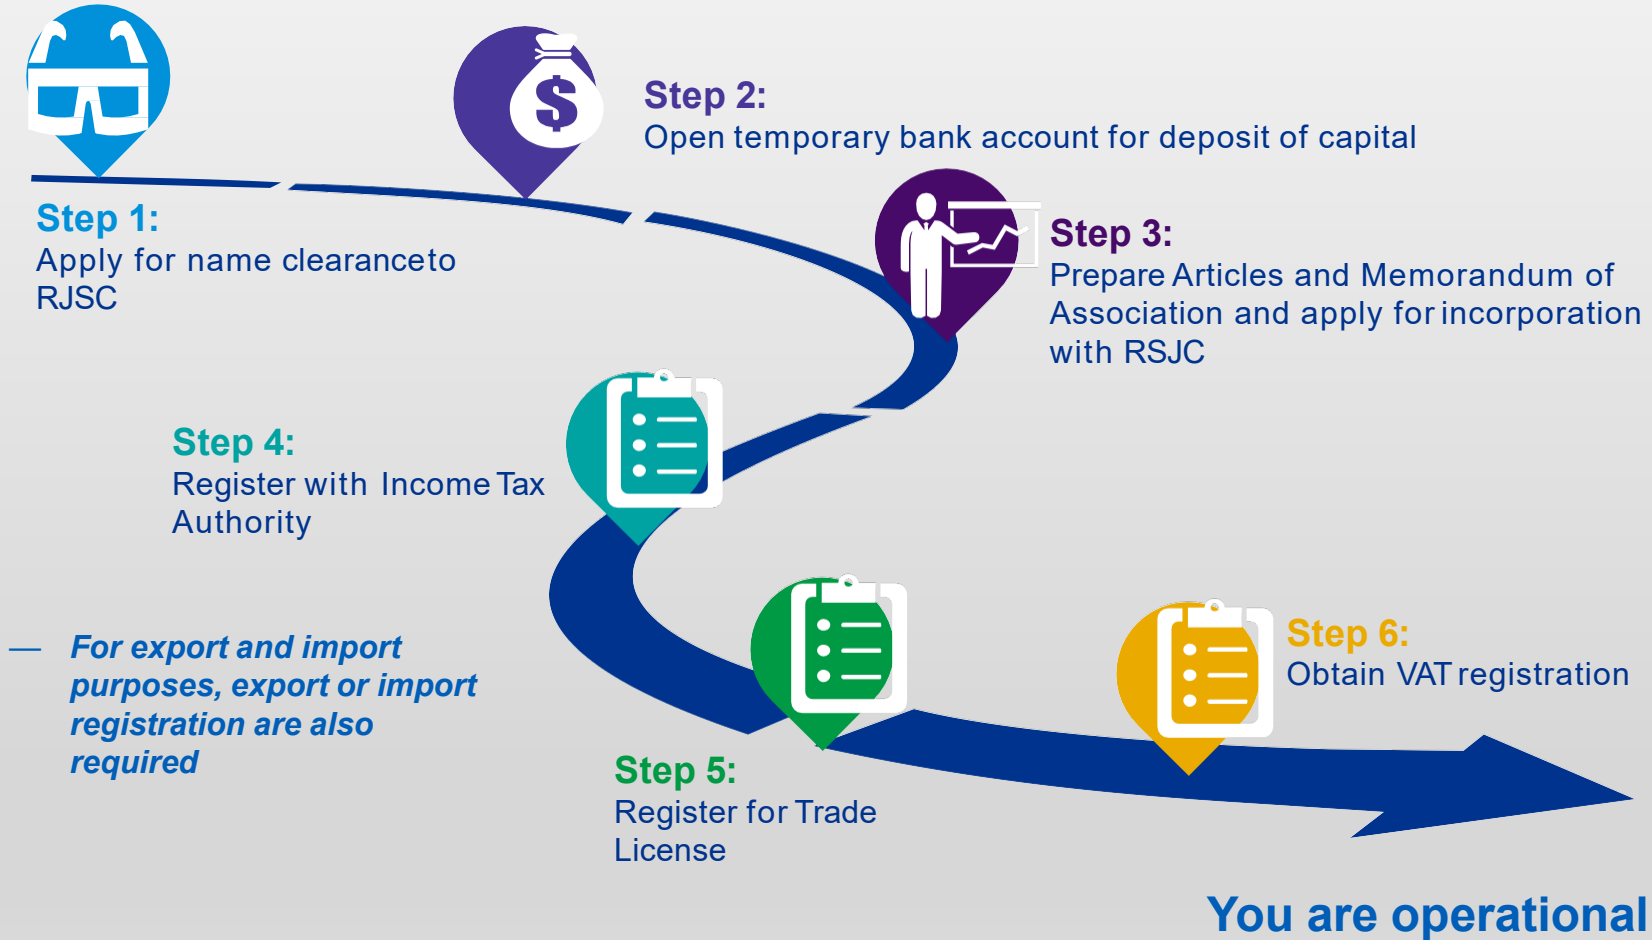 Step 1:
Apply for name clearanceto
RJSC
$
Step 2:
Open temporary bank account for deposit of capital
Step 3:
Prepare Articles and Memorandum of
Association and apply for incorporation
with RSJC
Step 4:
Register with Income Tax
Authority
— For export and import
purposes, export or import
registration are also
required
Step 5:
Register for Trade
License
Step 6:
Obtain VAT registration
You are operational